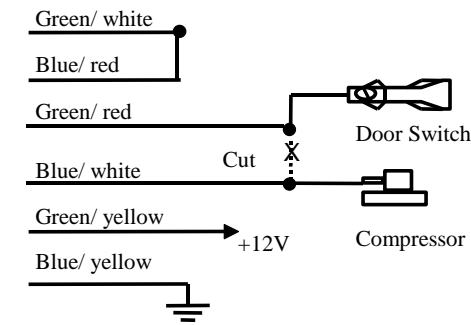 Green/ white
Blue/ red
Green/ red
Door Switch
X
Cut
Blue/ white
Green/ yellow
+12V
Compressor
Blue/ yellow